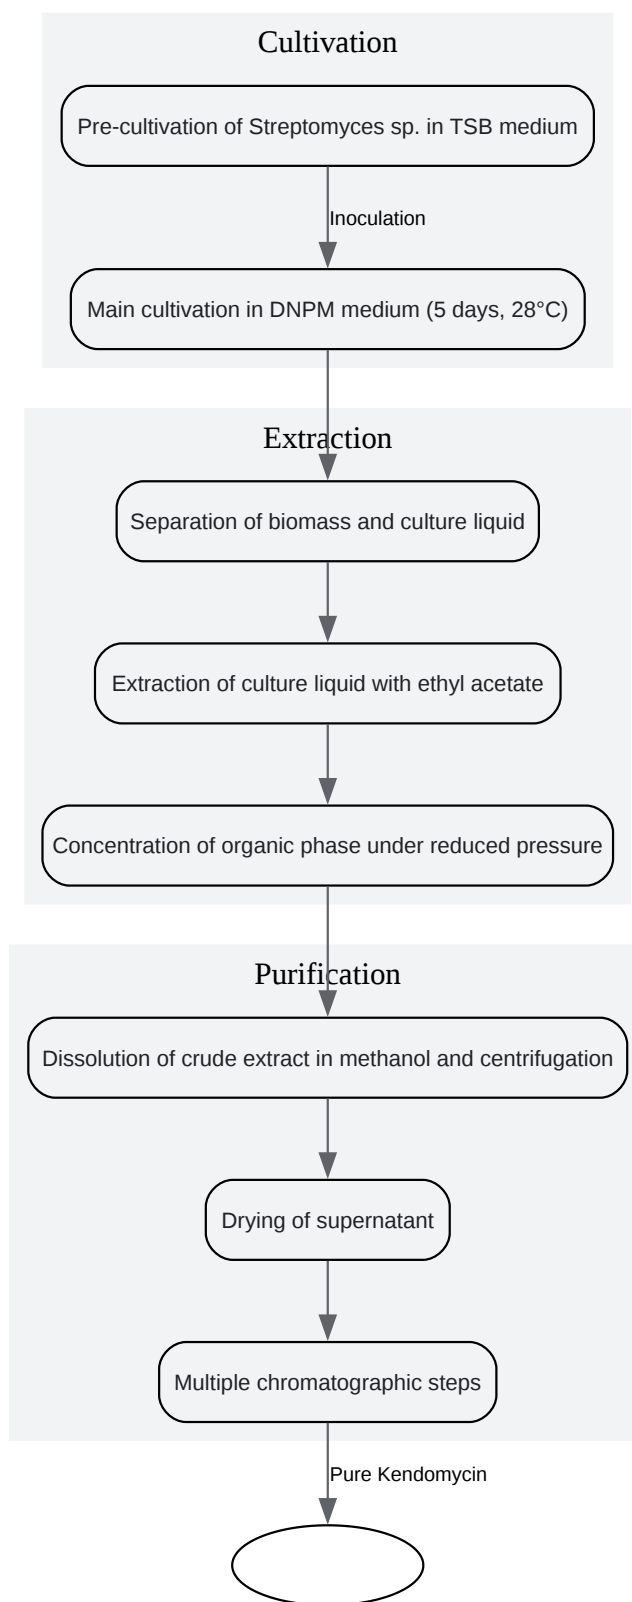 Cultivation
Pre-cultivation of Streptomyces sp. in TSB medium
Inoculation
Main cultivation in DNPM medium (5 days, 28°C)
Extraction
Separation of biomass and culture liquid
Extraction of culture liquid with ethyl acetate
Concentration of organic phase under reduced pressure
Purification
Dissolution of crude extract in methanol and centrifugation
Drying of supernatant
Multiple chromatographic steps
Pure Kendomycin